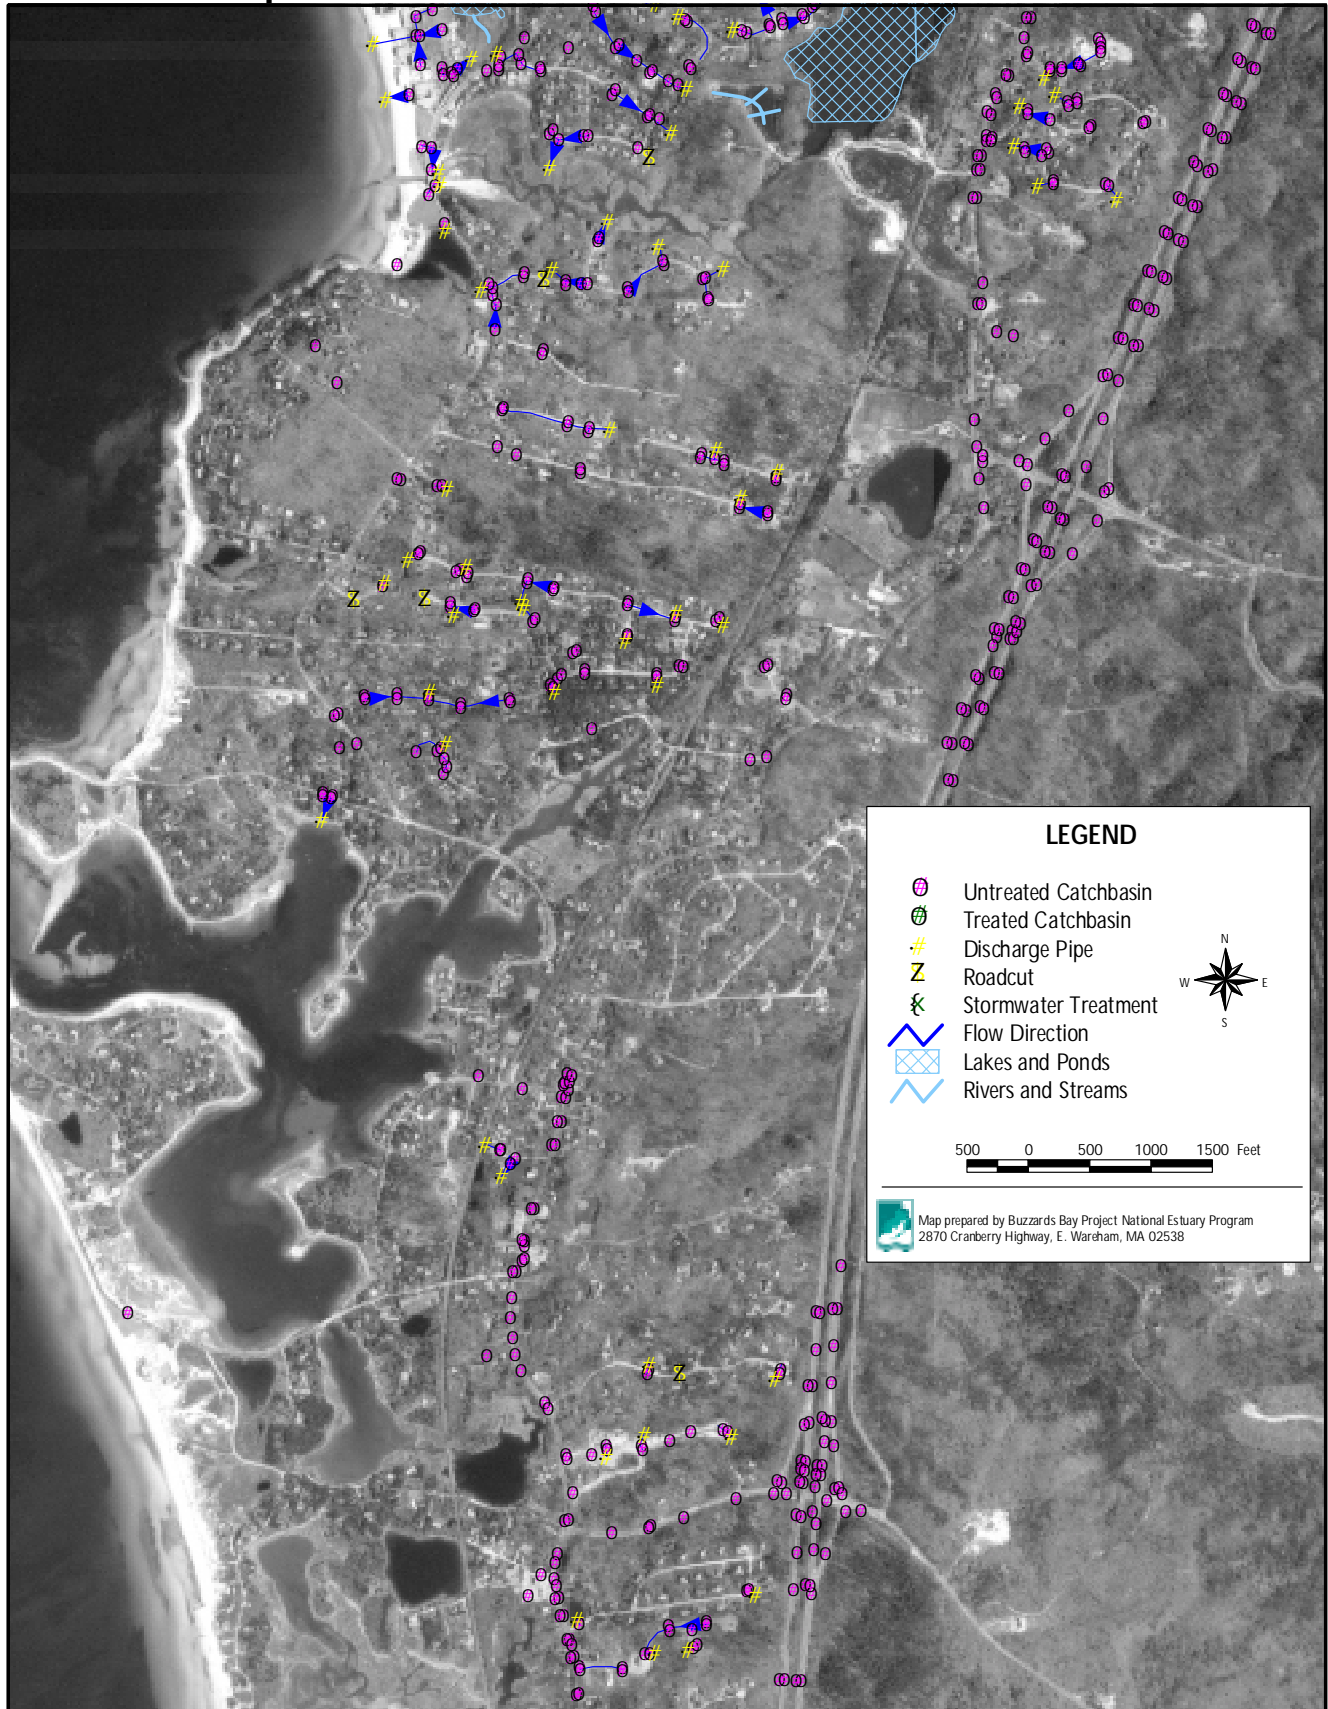 LEGEND
Untreated Catchbasin
Treated Catchbasin
Discharge Pipe
Roadcut
Stormwater Treatment
Flow Direction
Lakes and Ponds
Rivers and Streams
N
W E
S
500 0 500 1000 1500 Feet
Map prepared by Buzzards Bay Project National Estuary Program
2870 Cranberry Highway, E. Wareham, MA 02538